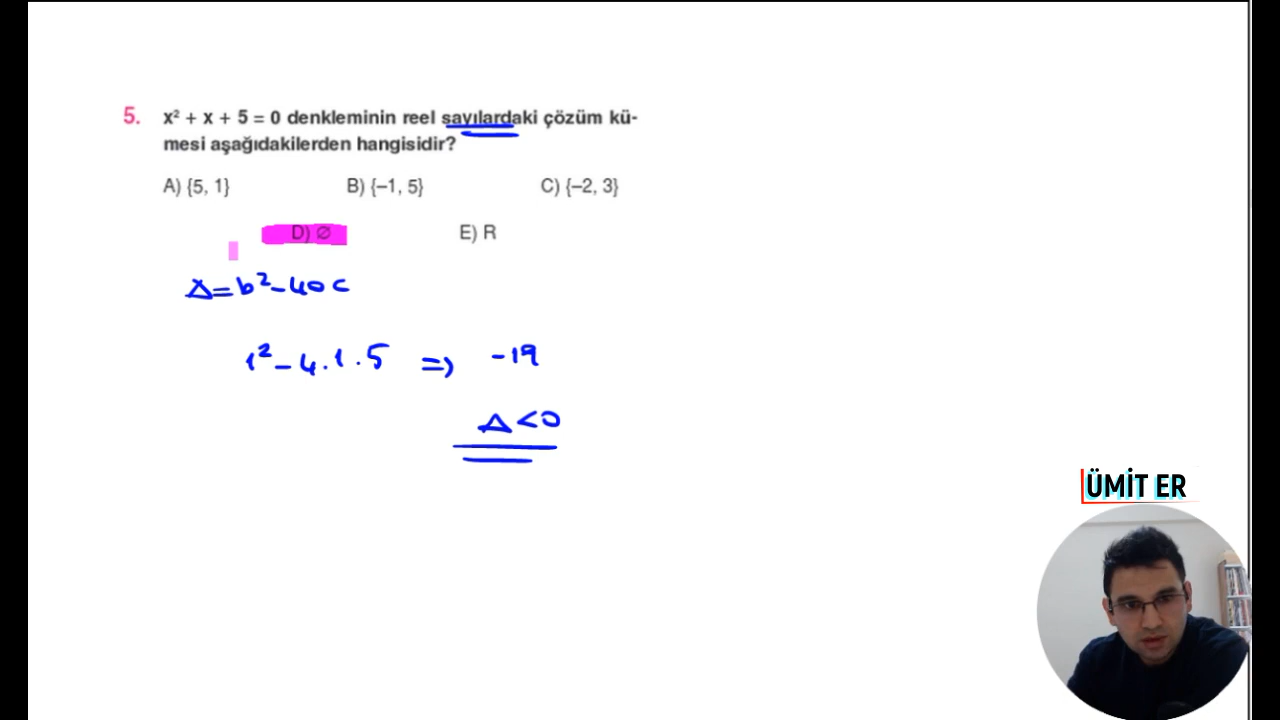 5. x² + x + 5 = 0 denkleminin reel sayılardaki çözüm kü-
mesi aşağıdakilerden hangisidir?
A) {5, 1} B) {–1, 5} C) {–2, 3}
D) ∅ E) R
Δ=b²-4ac
1²-4.1.5 => -19
Δ<0
ÜMİT ER